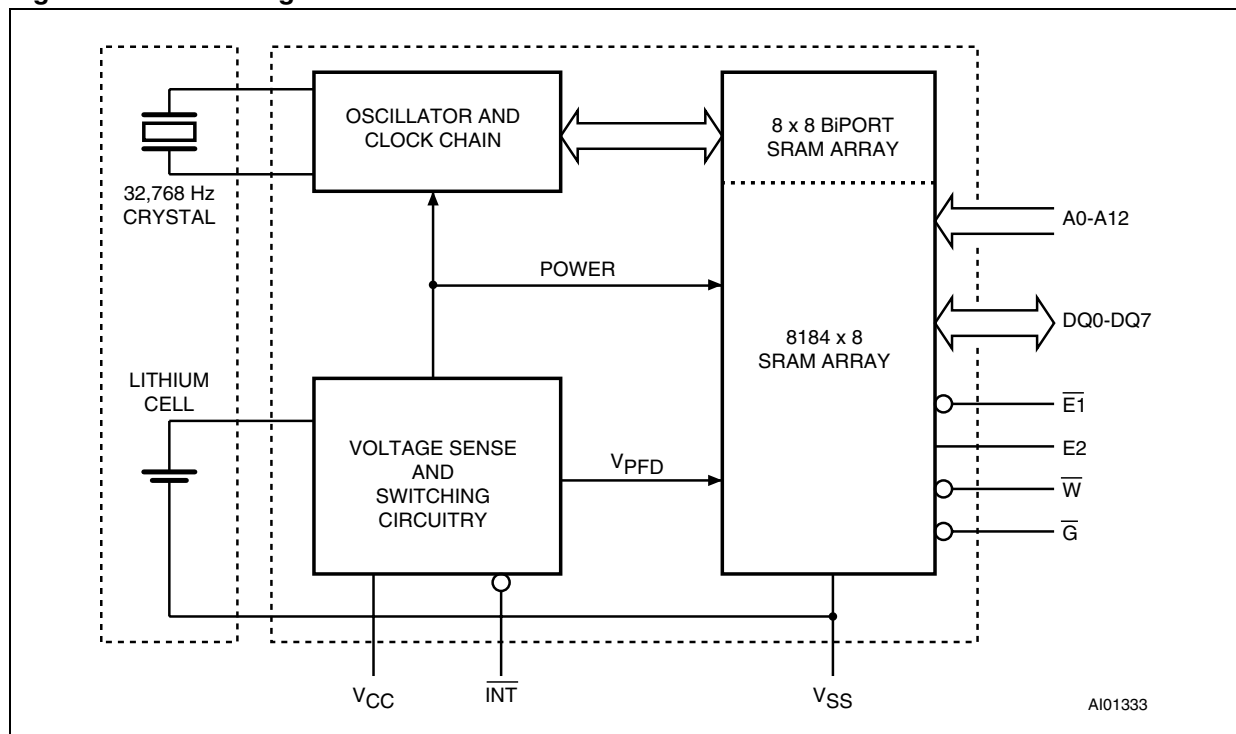 OSCILLATOR AND
CLOCK CHAIN
8 x 8 BiPORT
SRAM ARRAY
32,768 Hz
CRYSTAL
A0-A12
POWER
DQ0-DQ7
8184 x 8
SRAM ARRAY
LITHIUM
CELL
E1
VOLTAGE SENSE
AND
SWITCHING
CIRCUITRY
VPFD
E2
W
G
VCC
INT
VSS
AI01333